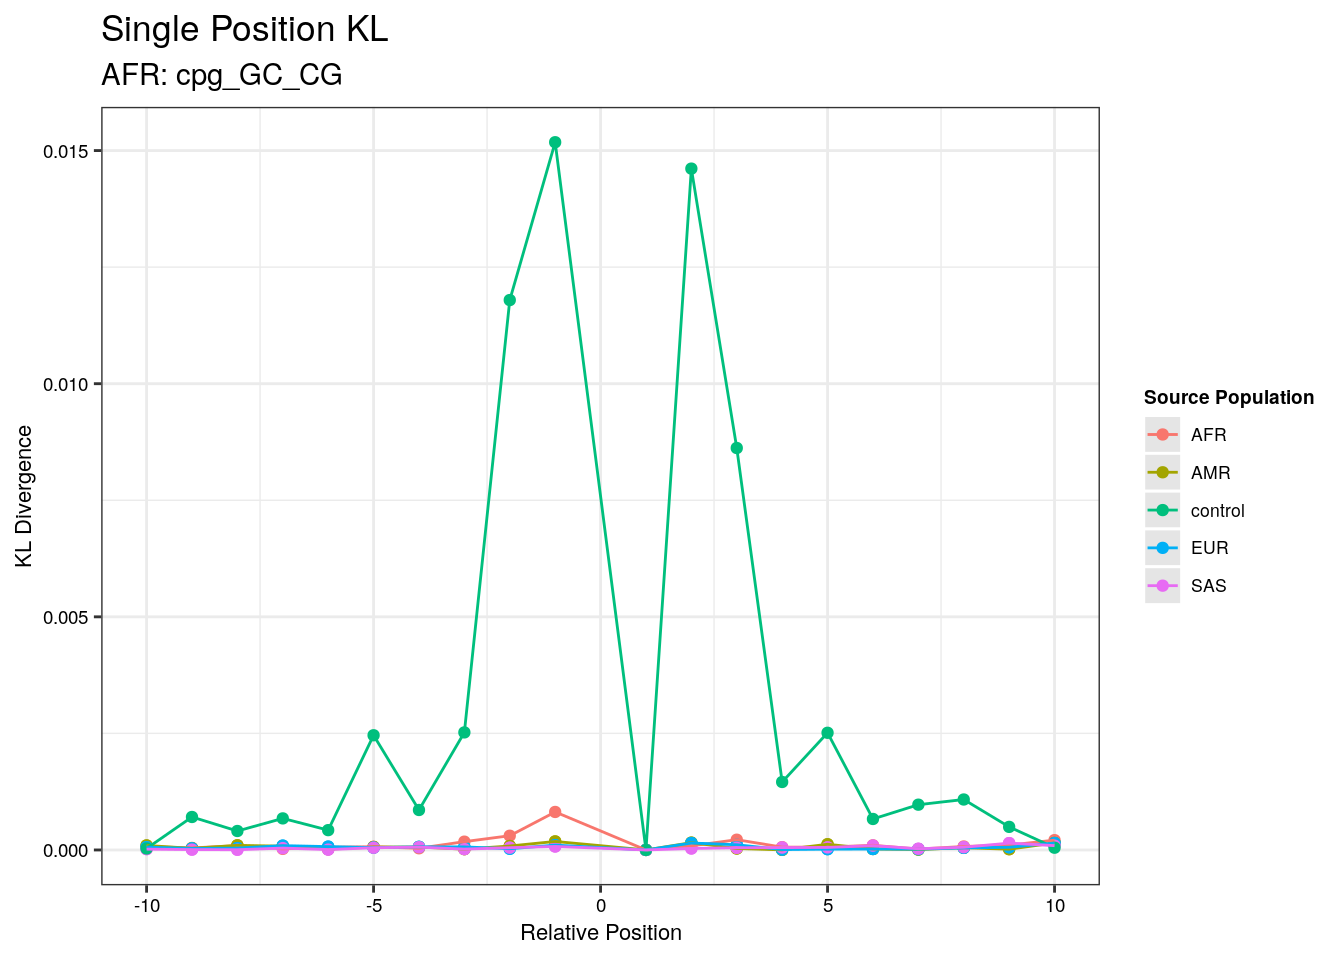 Single Position KL
AFR: cpg_GC_CG
0.015
0.010
0.005
0.000
KL Divergence
-10
-5
0
5
10
Relative Position
Source Population
AFR
AMR
control
EUR
SAS